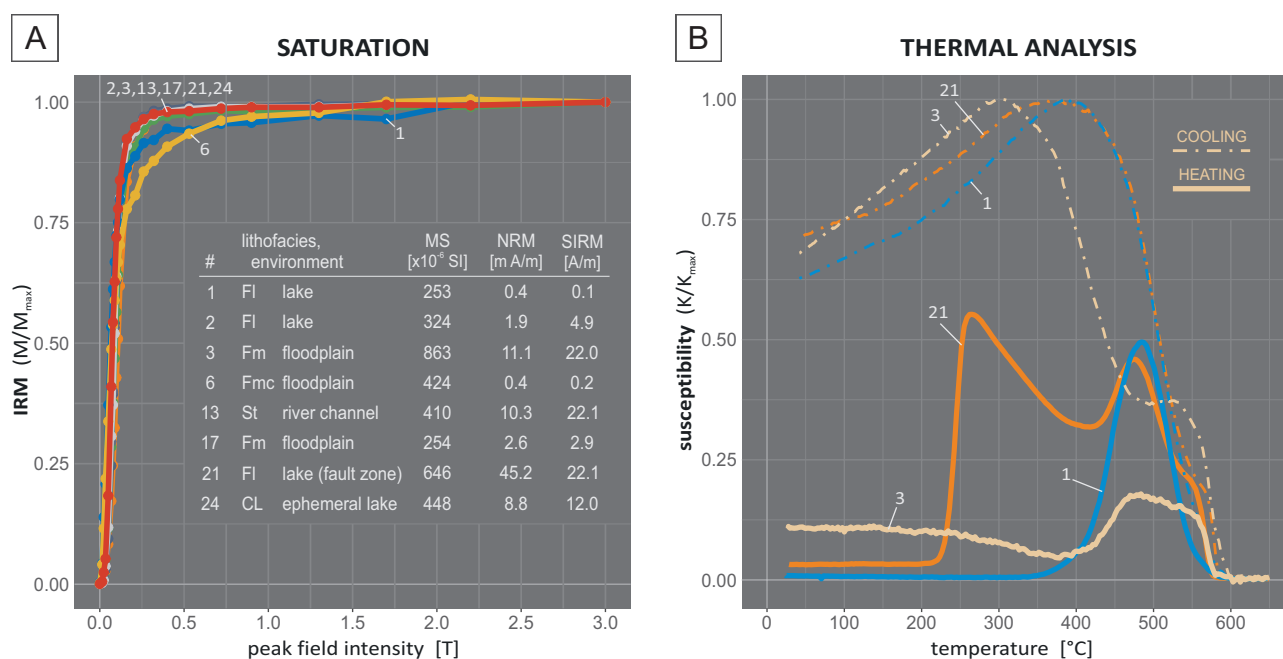 A
SATURATION
2,3,13,17,21,24
1.00
0.75
0.50
0.25
0.00
IRM (M/Mmax)
1
6
# lithofacies, environment MS [x10⁻⁶ SI] NRM [m A/m] SIRM [A/m]
1 Fl lake 253 0.4 0.1
2 Fl lake 324 1.9 4.9
3 Fm floodplain 863 11.1 22.0
6 Fmc floodplain 424 0.4 0.2
13 St river channel 410 10.3 22.1
17 Fm floodplain 254 2.6 2.9
21 Fl lake (fault zone) 646 45.2 22.1
24 CL ephemeral lake 448 8.8 12.0
0.0 0.5 1.0 1.5 2.0 2.5 3.0
peak field intensity [T]
B
THERMAL ANALYSIS
1.00
0.75
0.50
0.25
0.00
susceptibility (K/Kmax)
21
3
1
COOLING
HEATING
21
1
3
0 100 200 300 400 500 600
temperature [°C]